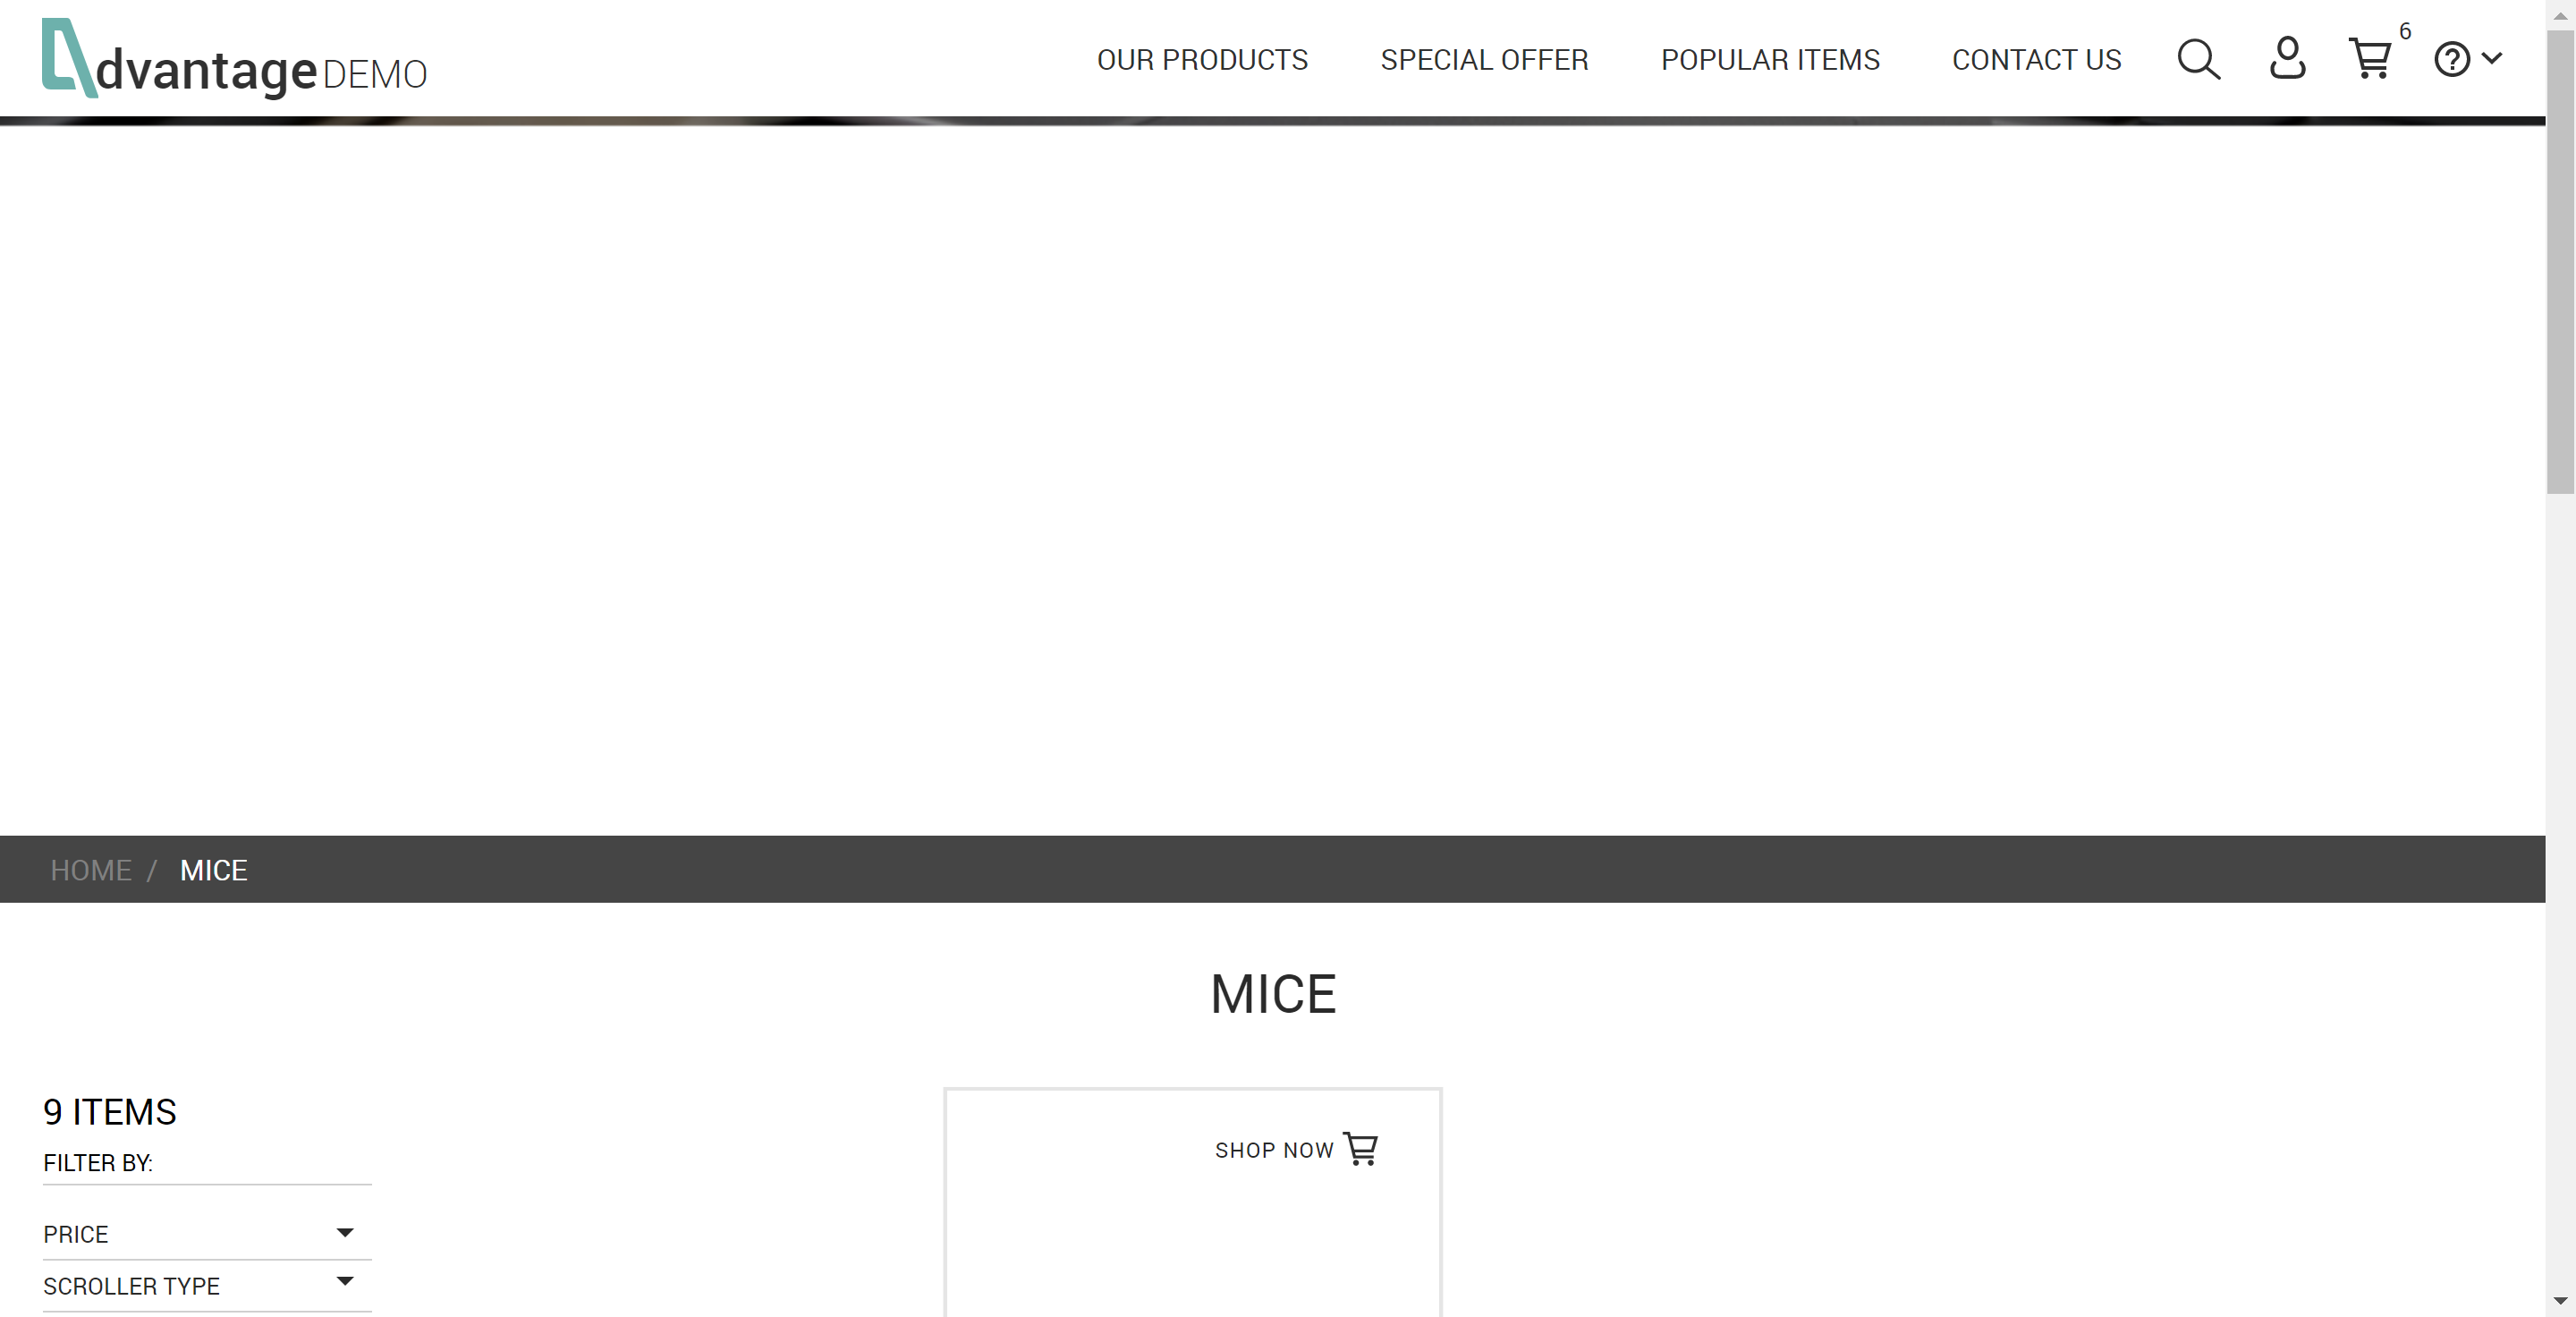 dvantage DEMO
OUR PRODUCTS SPECIAL OFFER POPULAR ITEMS CONTACT US 6
HOME / MICE
MICE
9 ITEMS
SHOP NOW
FILTER BY:
PRICE
SCROLLER TYPE